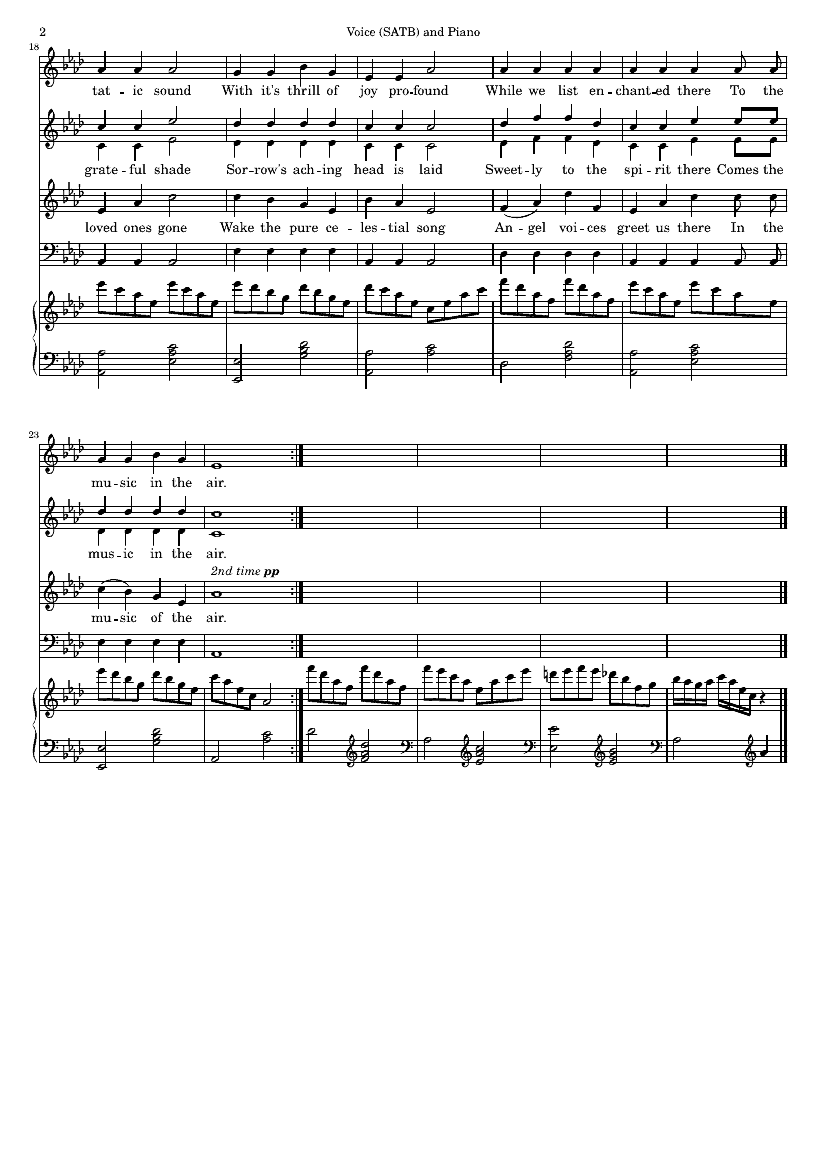 2 Voice (SATB) and Piano
18
tat - ic sound With it's thrill of joy pro-found While we list en-chant-ed there To the
grate-ful shade Sor-row's ach-ing head is laid Sweet-ly to the spi-rit there Comes the
loved ones gone Wake the pure ce - les-tial song An-gel voi-ces greet us there In the
23
mu-sic in the air.
mus-ic in the air.
2nd time pp
mu-sic of the air.